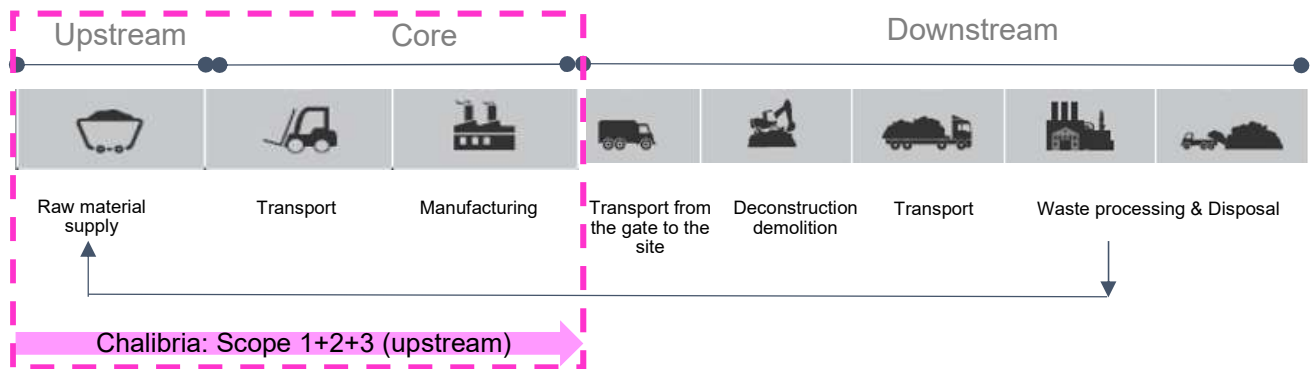 Upstream
Core
Downstream
Raw material
supply
Transport
Manufacturing
Transport from
the gate to the
site
Deconstruction
demolition
Transport
Waste processing & Disposal
Chalibria: Scope 1+2+3 (upstream)